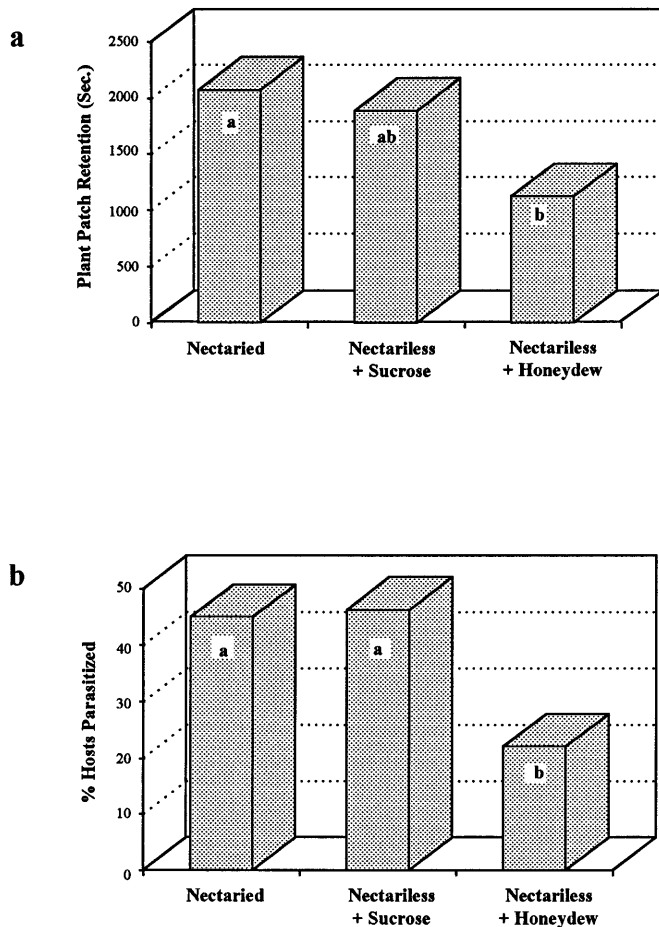 a
Plant Patch Retention (Sec.)
2500
2000
1500
1000
500
0
a
ab
b
Nectaried
Nectariless
+ Sucrose
Nectariless
+ Honeydew
b
% Hosts Parasitized
50
40
30
20
10
0
a
a
b
Nectaried
Nectariless
+ Sucrose
Nectariless
+ Honeydew